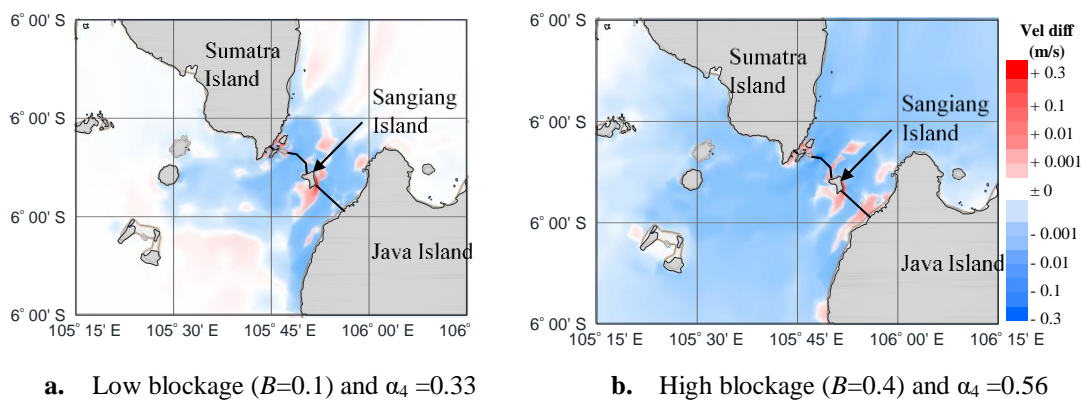 6° 00' S
Sumatra
Island
Sangiang
Island
6° 00' S
6° 00' S
Java Island
6° 00' S
105° 15' E 105° 30' E 105° 45' E 106° 00' E 106°
a. Low blockage (B=0.1) and α₄ =0.33
6° 00' S
Sumatra
Island
Sangiang
Island
6° 00' S
6° 00' S
Java Island
6° 00' S
105° 15' E 105° 30' E 105° 45' E 106° 00' E 106° 15' E
b. High blockage (B=0.4) and α₄ =0.56
Vel diff
(m/s)
+ 0.3
+ 0.1
+ 0.01
+ 0.001
± 0
- 0.001
- 0.01
- 0.1
- 0.3